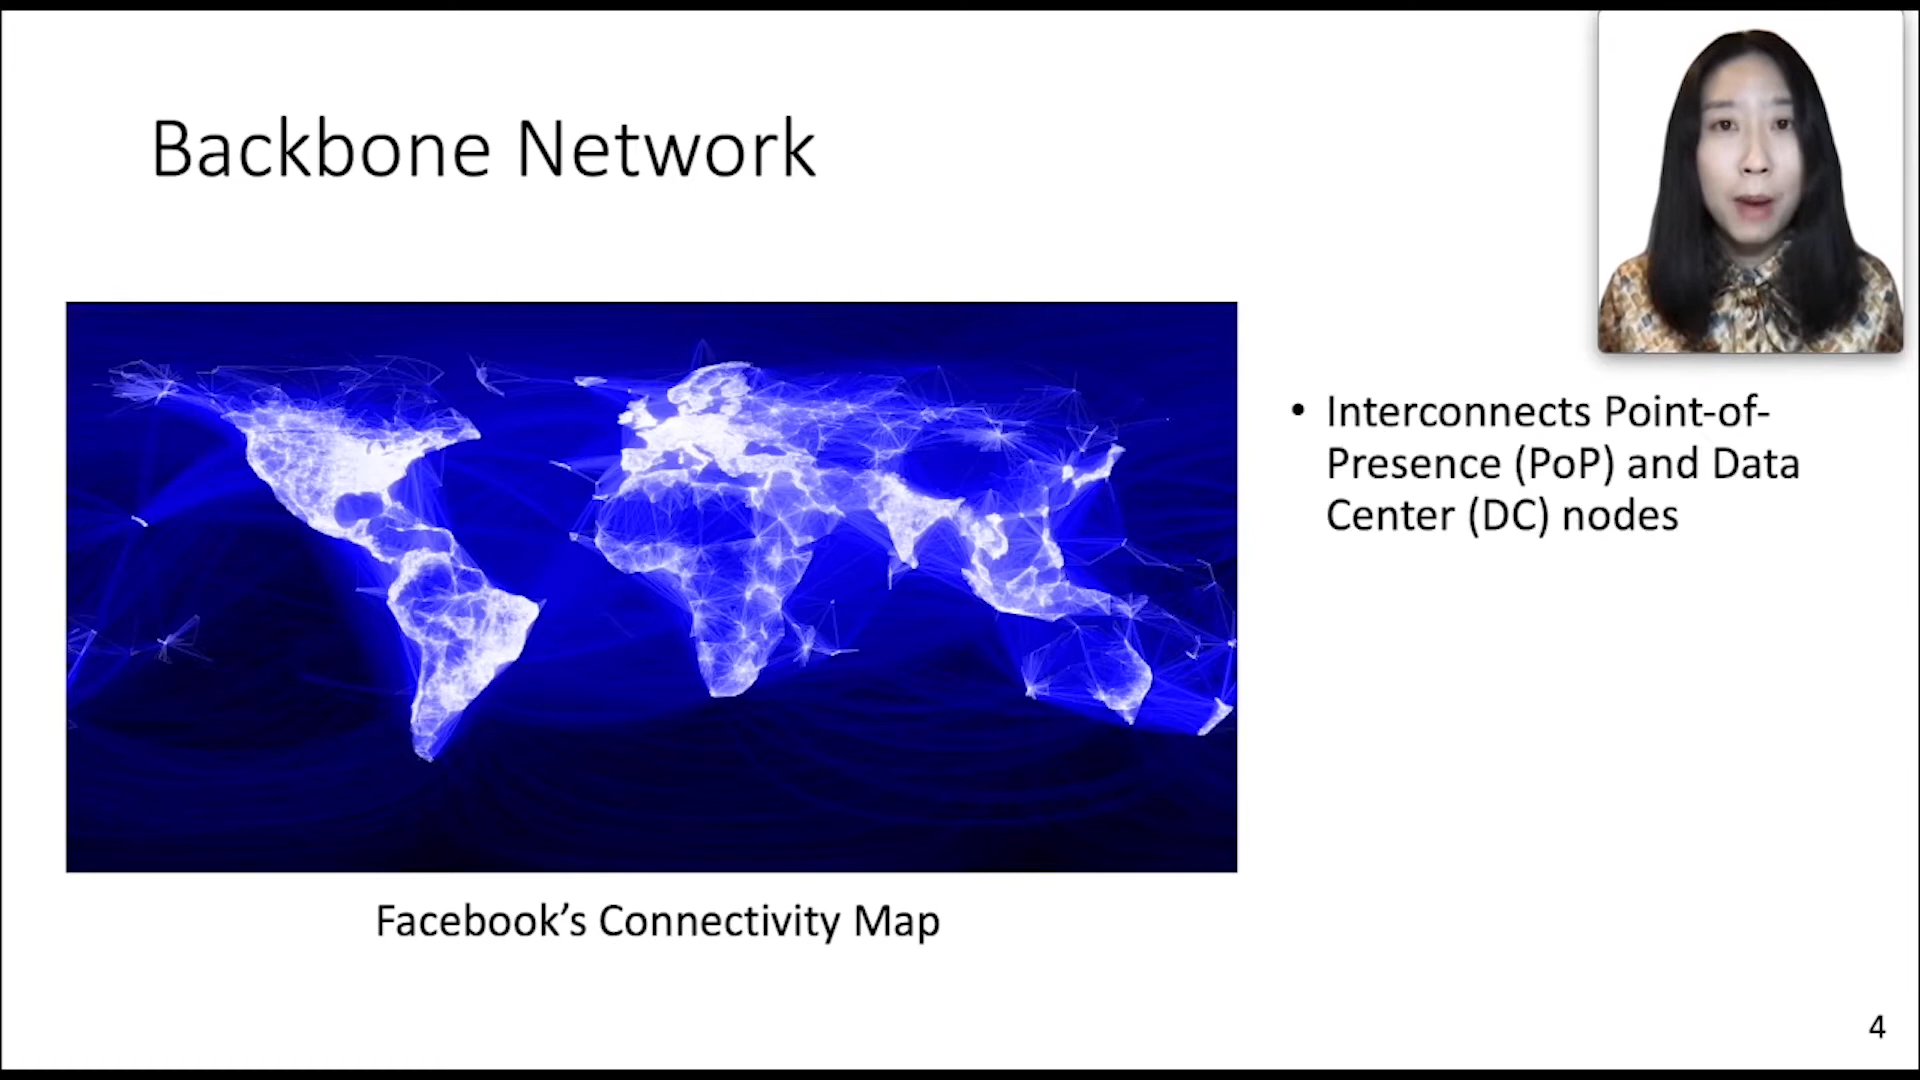 Backbone Network
• Interconnects Point-of-
Presence (PoP) and Data
Center (DC) nodes
Facebook’s Connectivity Map
4